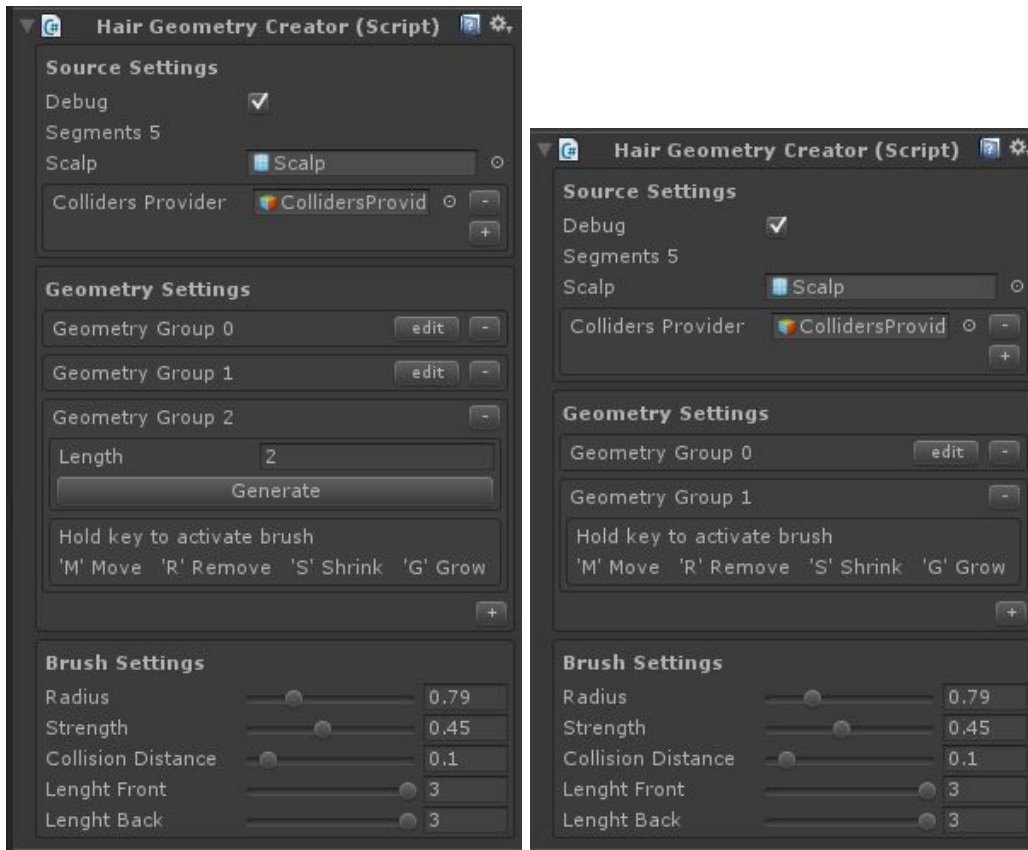 Hair Geometry Creator (Script)
Source Settings
Debug
Segments 5
Scalp Scalp
Colliders Provider CollidersProvid -
+
Geometry Settings
Geometry Group 0 edit -
Geometry Group 1 edit -
Geometry Group 2 -
Length 2
Generate
Hold key to activate brush
'M' Move 'R' Remove 'S' Shrink 'G' Grow
+
Brush Settings
Radius 0.79
Strength 0.45
Collision Distance 0.1
Lenght Front 3
Lenght Back 3
Hair Geometry Creator (Script)
Source Settings
Debug
Segments 5
Scalp Scalp
Colliders Provider CollidersProvid -
+
Geometry Settings
Geometry Group 0 edit -
Geometry Group 1 -
Hold key to activate brush
'M' Move 'R' Remove 'S' Shrink 'G' Grow
+
Brush Settings
Radius 0.79
Strength 0.45
Collision Distance 0.1
Lenght Front 3
Lenght Back 3